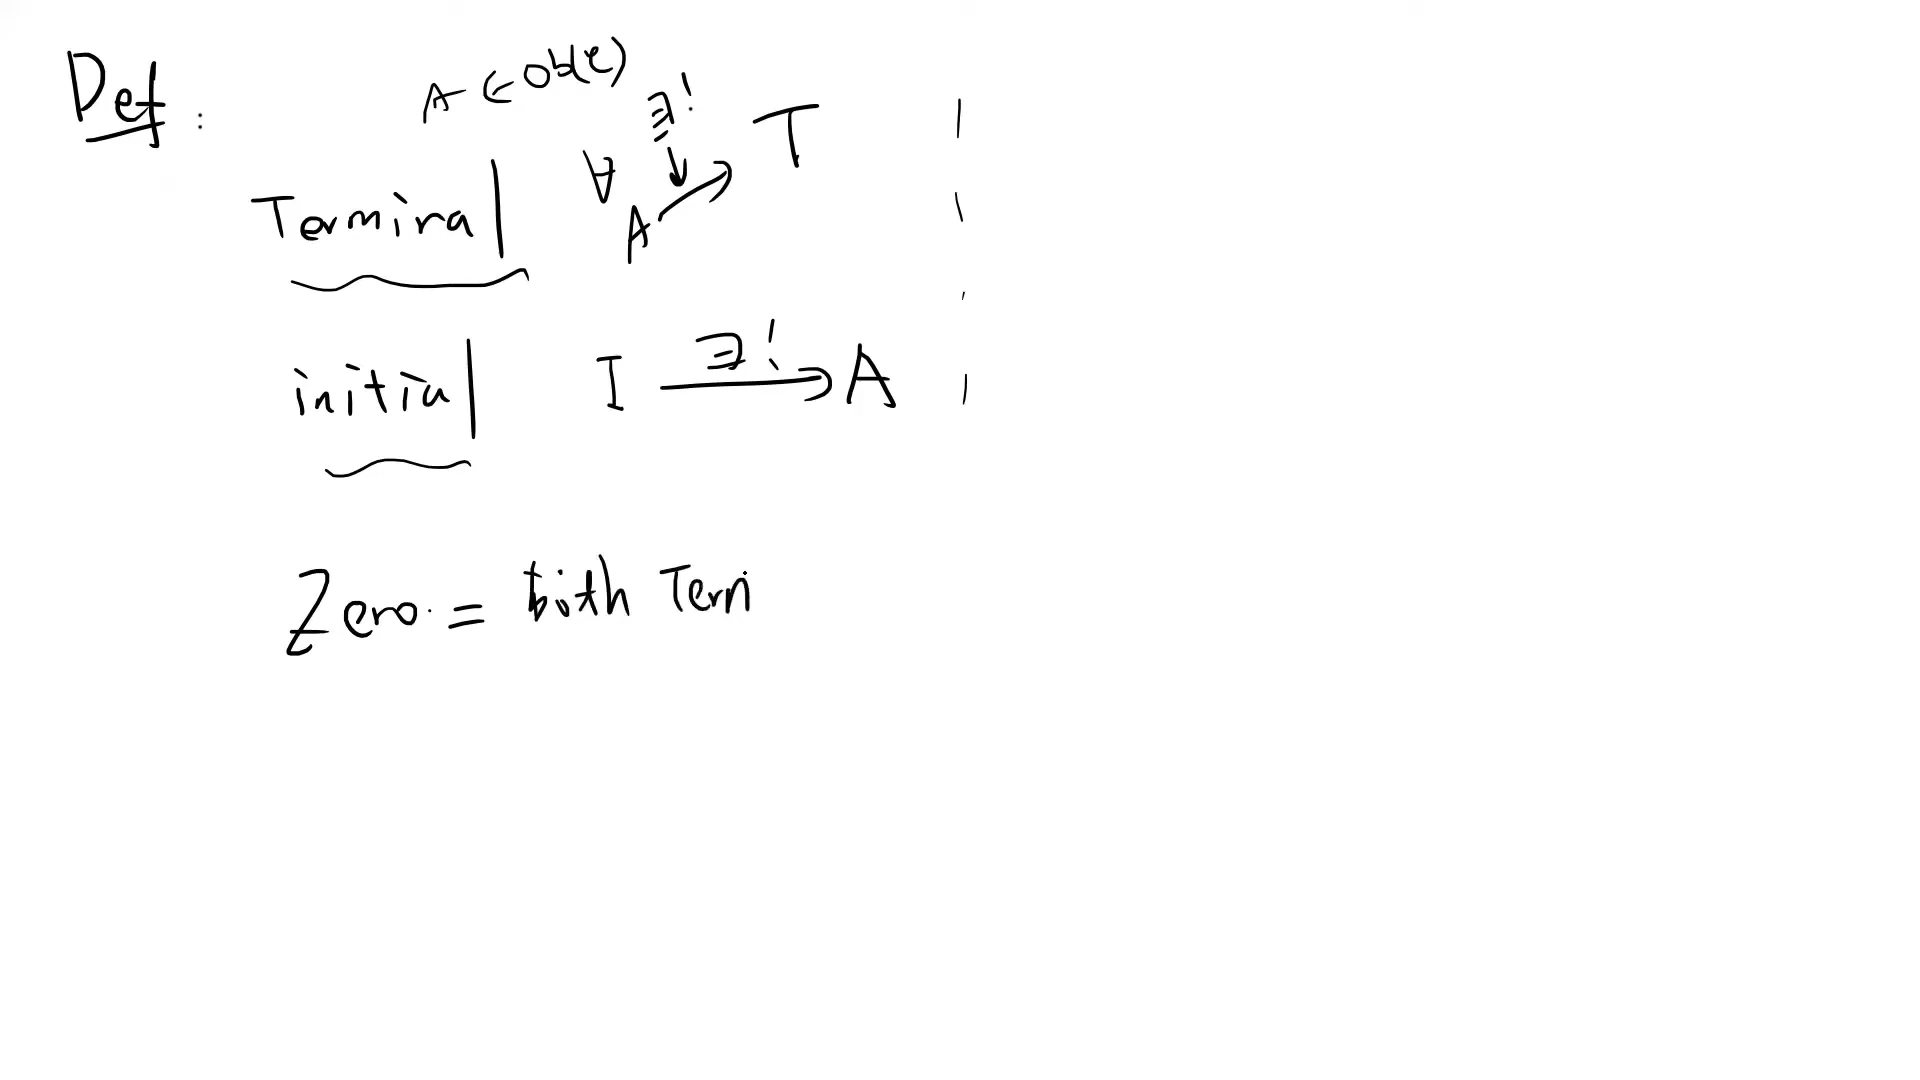 Def :
A ∈ Ob(C)
∃!
Terminal ∀ A → T
initial I ∃! → A
Zero = both Term